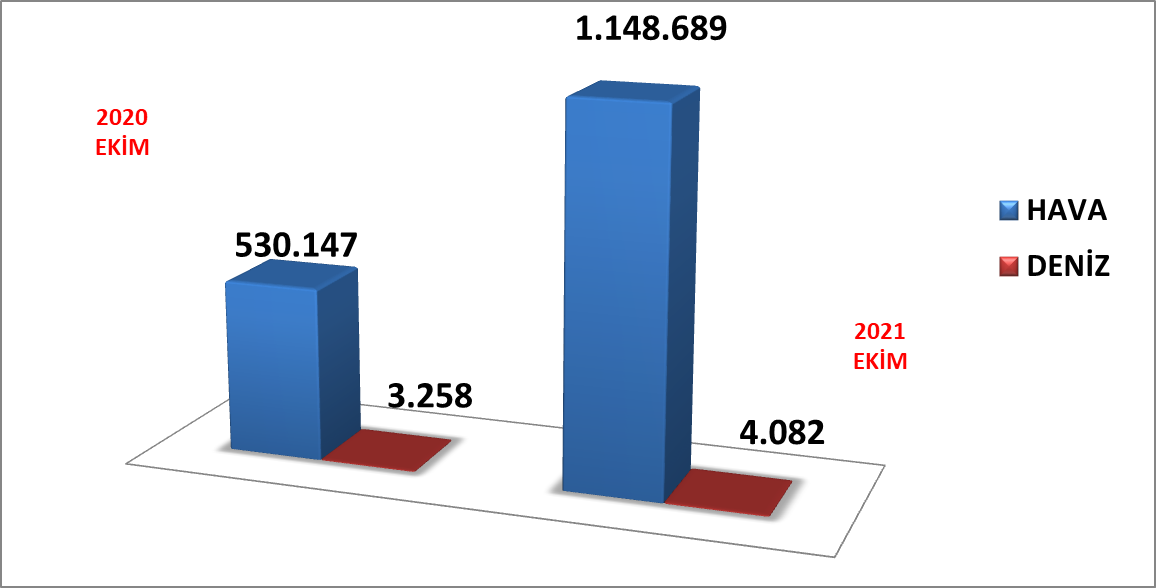 1.148.689
2020
EKİM
530.147
3.258
4.082
HAVA
DENİZ
2021
EKİM